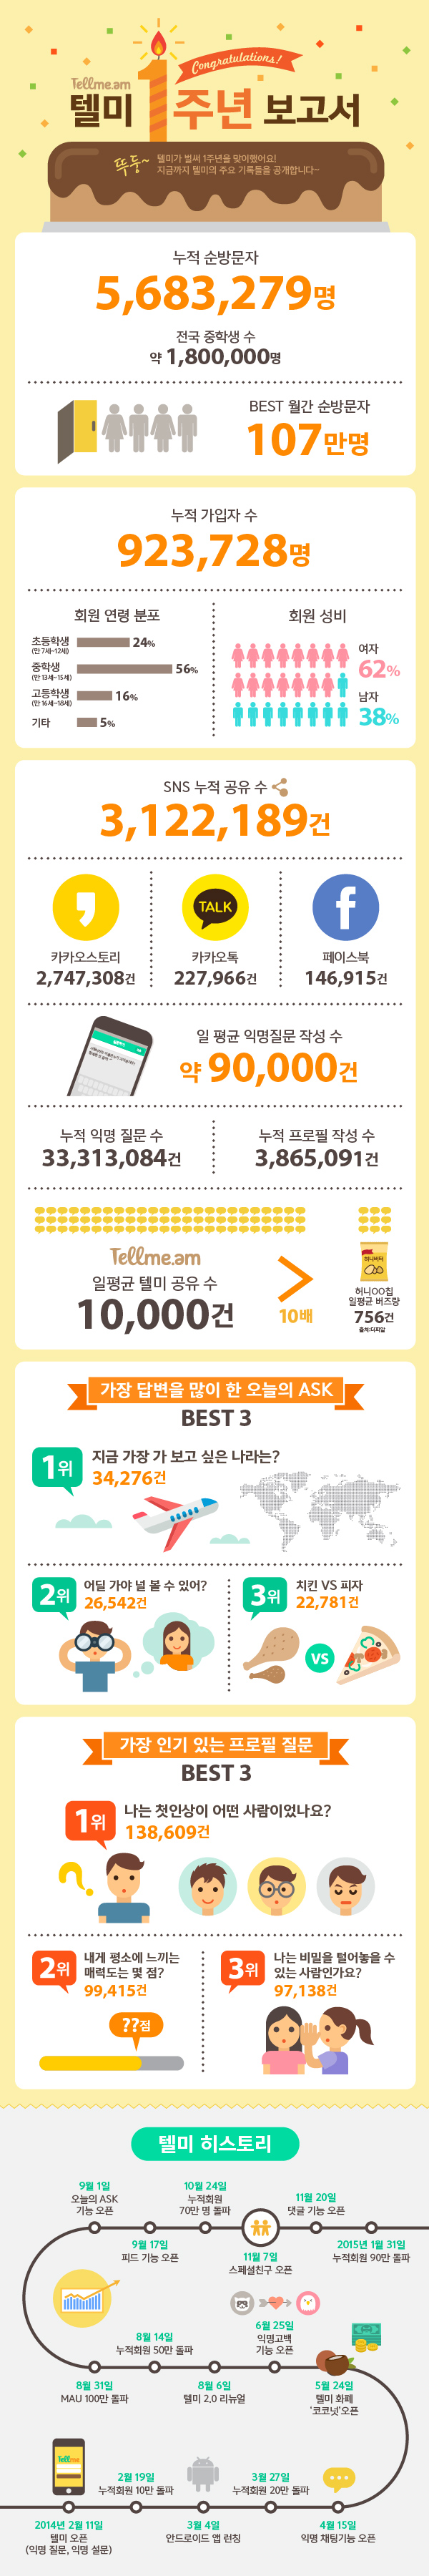 Congratulations!
Tellme.am
텔미 1주년 보고서
뚜둥~
텔미가 벌써 1주년을 맞이했어요!
지금까지 텔미의 주요 기록들을 공개합니다~
누적 순방문자
5,683,279명
전국 중학생 수
약 1,800,000명
BEST 월간 순방문자
107만명
누적 가입자 수
923,728명
회원 연령 분포
초등학생
(만 7세~12세)
24%
중학생
(만 13세~15세)
56%
고등학생
(만 16세~18세)
16%
기타
5%
회원 성비
여자
62%
남자
38%
SNS 누적 공유 수
3,122,189건
TALK
f
카카오스토리
2,747,308건
카카오톡
227,966건
페이스북
146,915건
일 평균 익명질문 작성 수
약 90,000건
누적 익명 질문 수
33,313,084건
누적 프로필 작성 수
3,865,091건
Tellme.am
일평균 텔미 공유 수
10,000건
10배
허니버터
허니OO칩
일평균 버즈량
756건
가장 답변을 많이 한 오늘의 ASK
BEST 3
1위
지금 가장 가 보고 싶은 나라는?
34,276건
2위
어딜 가야 널 볼 수 있어?
26,542건
3위
치킨 VS 피자
22,781건
VS
가장 인기 있는 프로필 질문
BEST 3
1위
나는 첫인상이 어떤 사람이었나요?
138,609건
2위
내게 평소에 느끼는
매력도는 몇 점?
99,415건
??점
3위
나는 비밀을 털어놓을 수
있는 사람인가요?
97,138건
텔미 히스토리
9월 1일
오늘의 ASK
기능 오픈
9월 17일
피드 기능 오픈
10월 24일
누적회원
70만 명 돌파
11월 7일
스페셜친구 오픈
11월 20일
댓글 기능 오픈
2015년 1월 31일
누적회원 90만 돌파
8월 31일
MAU 100만 돌파
8월 14일
누적회원 50만 돌파
8월 6일
텔미 2.0 리뉴얼
6월 25일
익명고백
기능 오픈
5월 24일
텔미 화폐
'코코넛'오픈
Tellme
2014년 2월 11일
텔미 오픈
(익명 질문, 익명 설문)
2월 19일
누적회원 10만 돌파
3월 4일
안드로이드 앱 런칭
3월 27일
누적회원 20만 돌파
4월 15일
익명 채팅기능 오픈